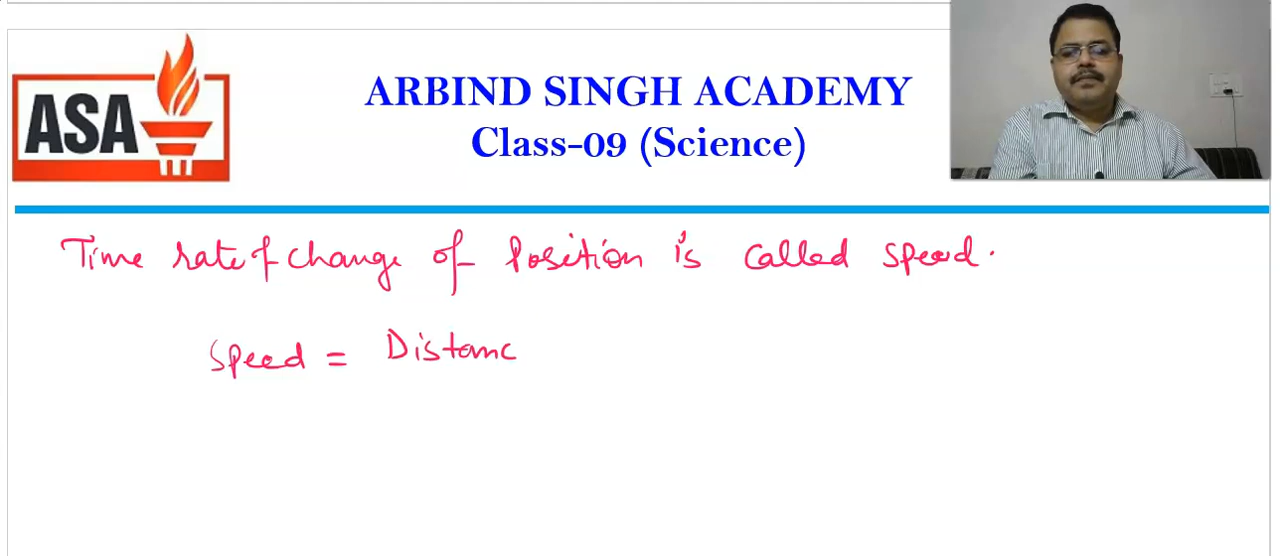 ASA
ARBIND SINGH ACADEMY
Class-09 (Science)
Time rate of change of Position is called speed.
Speed = Distanc